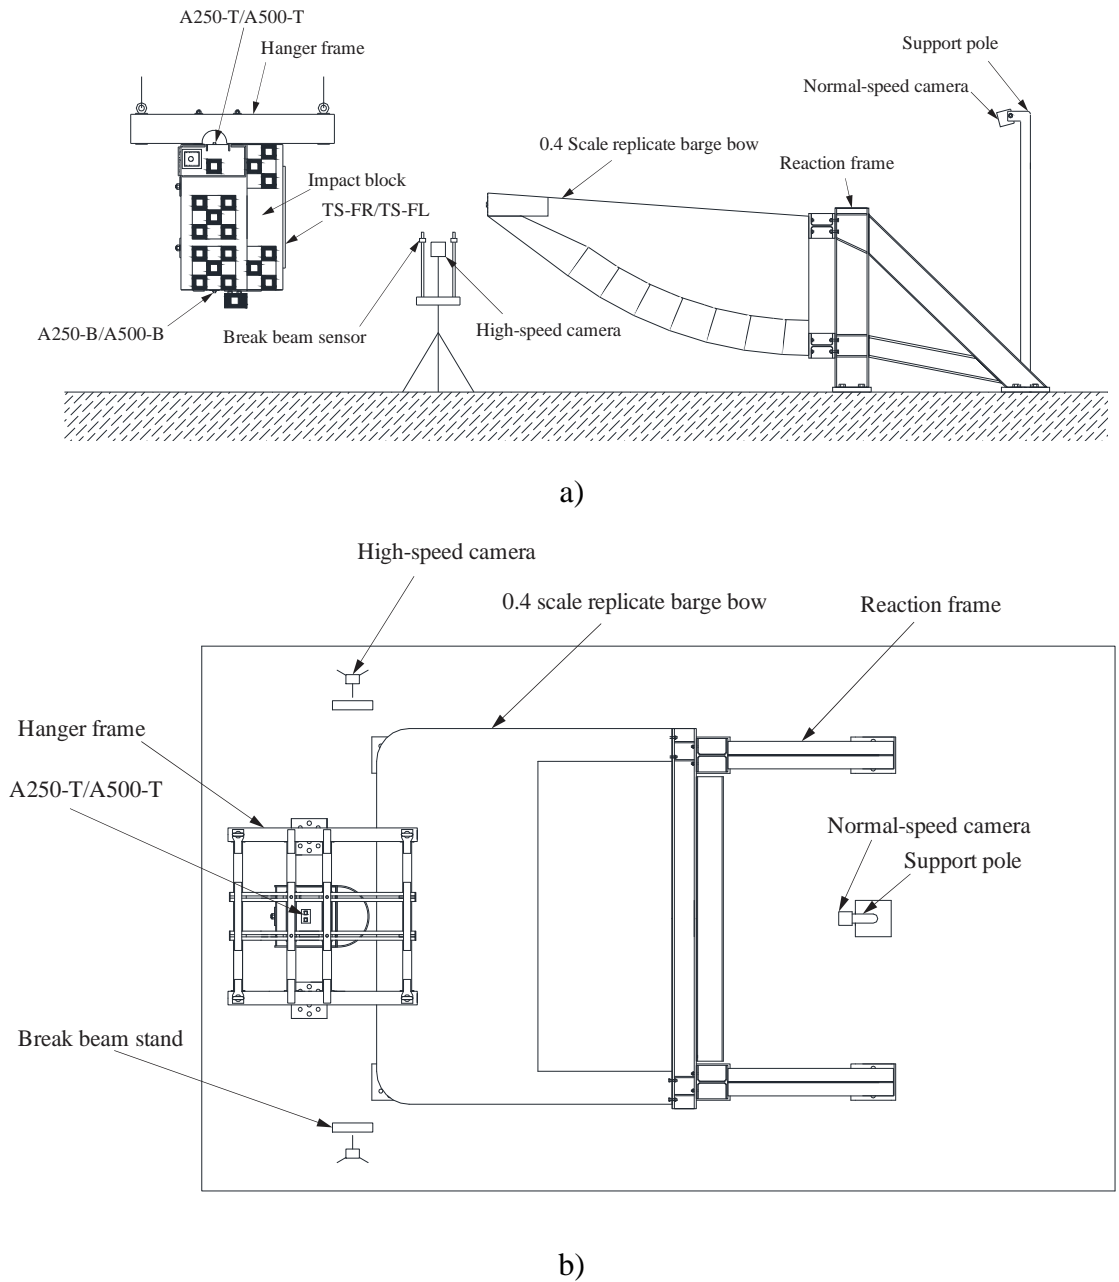 A250-T/A500-T
Hanger frame
Support pole
Normal-speed camera
0.4 Scale replicate barge bow
Reaction frame
Impact block
TS-FR/TS-FL
A250-B/A500-B
Break beam sensor
High-speed camera
a)
High-speed camera
0.4 scale replicate barge bow
Reaction frame
Hanger frame
A250-T/A500-T
Normal-speed camera
Support pole
Break beam stand
b)